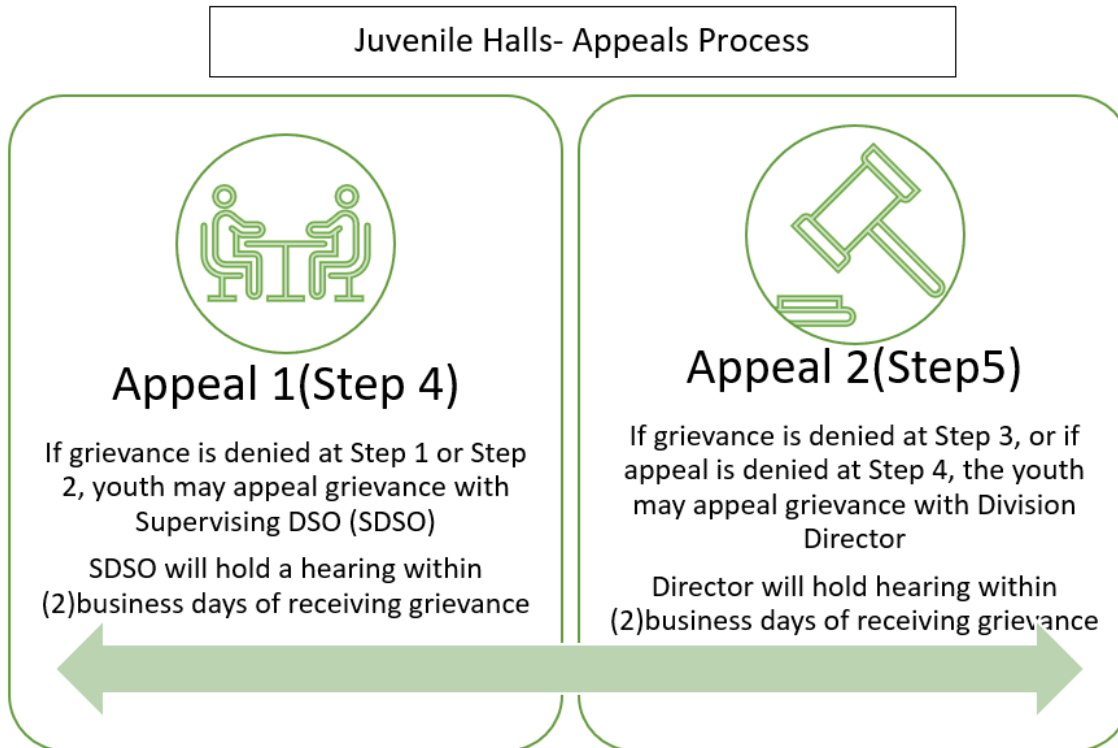 Juvenile Halls- Appeals Process
Appeal 1(Step 4)
If grievance is denied at Step 1 or Step
2, youth may appeal grievance with
Supervising DSO (SDSO)
SDSO will hold a hearing within
(2)business days of receiving grievance
Appeal 2(Step5)
If grievance is denied at Step 3, or if
appeal is denied at Step 4, the youth
may appeal grievance with Division
Director
Director will hold hearing within
(2)business days of receiving grievance